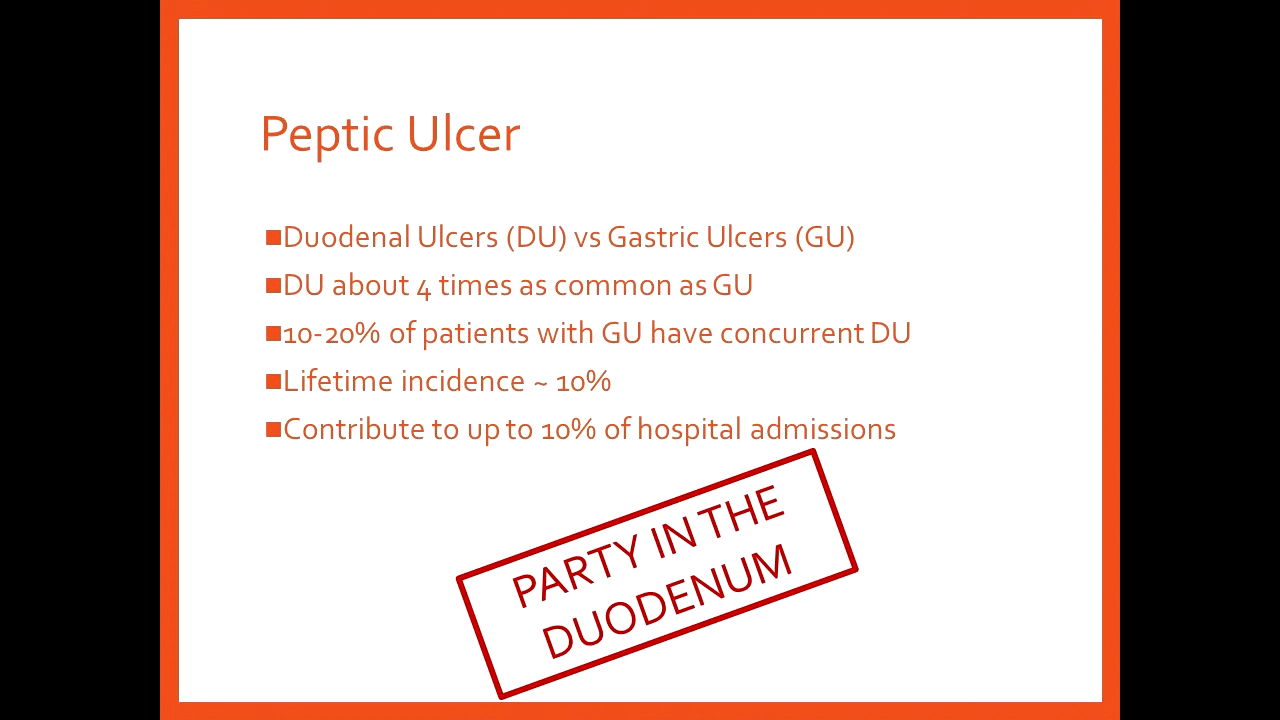 Peptic Ulcer
■Duodenal Ulcers (DU) vs Gastric Ulcers (GU)
■DU about 4 times as common as GU
■10-20% of patients with GU have concurrent DU
■Lifetime incidence ~ 10%
■Contribute to up to 10% of hospital admissions
PARTY IN THE
DUODENUM